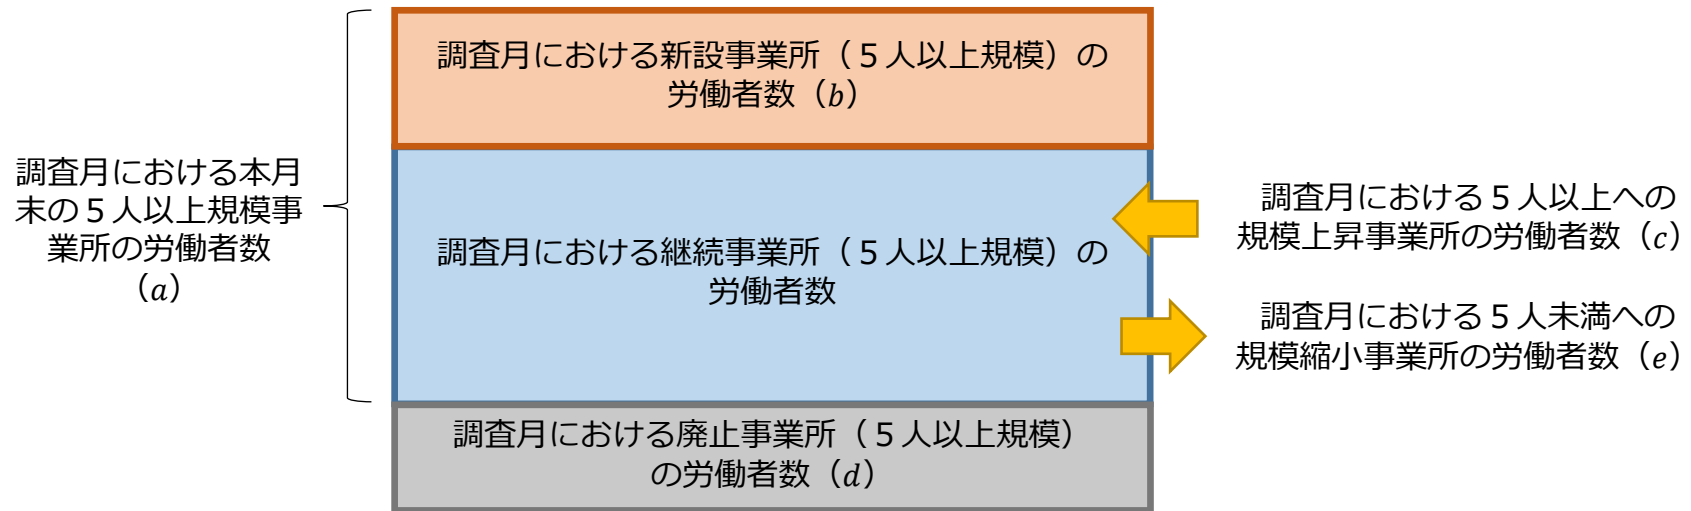 調査月における新設事業所（５人以上規模）の
労働者数（b）
調査月における本月
末の５人以上規模事
業所の労働者数
（a）
調査月における継続事業所（５人以上規模）の
労働者数
調査月における５人以上への
規模上昇事業所の労働者数（c）
調査月における５人未満への
規模縮小事業所の労働者数（e）
調査月における廃止事業所（５人以上規模）
の労働者数（d）